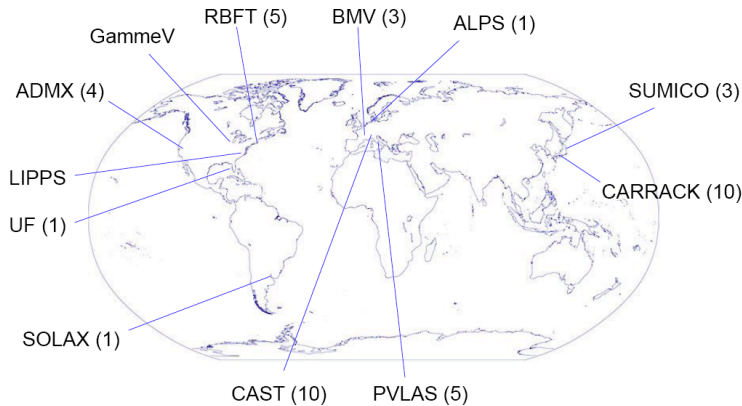 RBFT (5)
BMV (3)
ALPS (1)
GammeV
ADMX (4)
SUMICO (3)
LIPPS
CARRACK (10)
UF (1)
SOLAX (1)
CAST (10)
PVLAS (5)